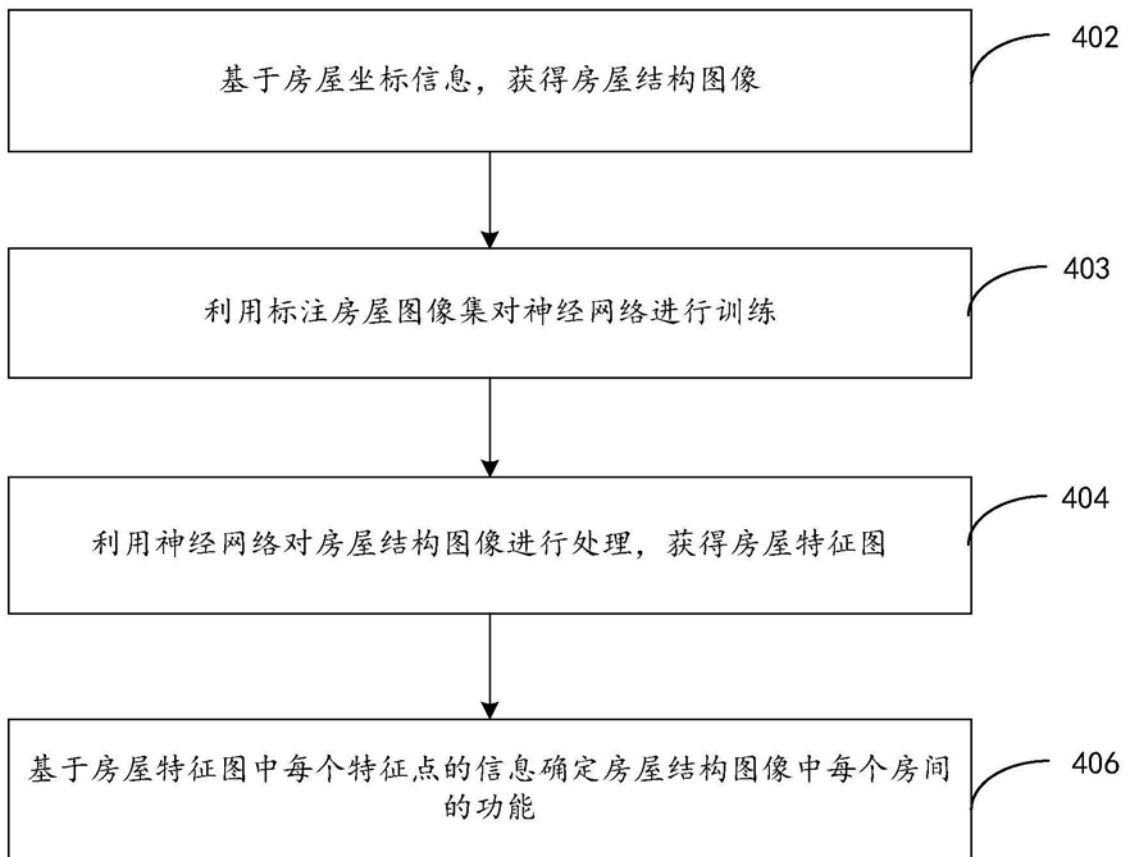 基于房屋坐标信息，获得房屋结构图像
402
利用标注房屋图像集对神经网络进行训练
403
利用神经网络对房屋结构图像进行处理，获得房屋特征图
404
基于房屋特征图中每个特征点的信息确定房屋结构图像中每个房间
的功能
406